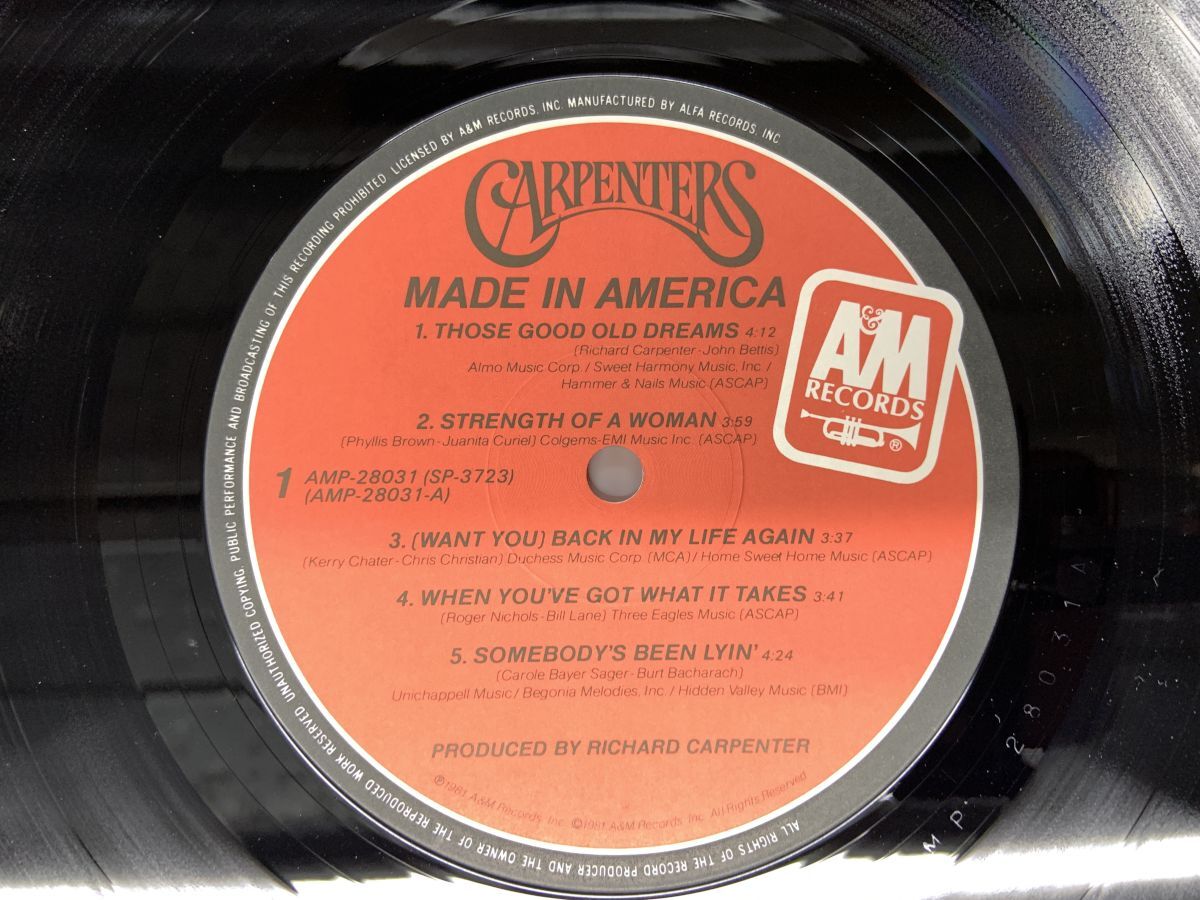 CARPENTERS
MADE IN AMERICA
1. THOSE GOOD OLD DREAMS 4:12
(Richard Carpenter-John Bettis)
Almo Music Corp./Sweet Harmony Music, Inc./
Hammer & Nails Music (ASCAP)
2. STRENGTH OF A WOMAN 3:59
(Phyllis Brown-Juanita Curiel) Colgems-EMI Music Inc. (ASCAP)
1 AMP-28031 (SP-3723)
(AMP-28031-A)
3. (WANT YOU) BACK IN MY LIFE AGAIN 3:37
(Kerry Chater-Chris Christian) Duchess Music Corp. (MCA)/Home Sweet Home Music (ASCAP)
4. WHEN YOU'VE GOT WHAT IT TAKES 3:41
(Roger Nichols-Bill Lane) Three Eagles Music (ASCAP)
5. SOMEBODY'S BEEN LYIN' 4:24
(Carole Bayer Sager-Burt Bacharach)
Unichappell Music/Begonia Melodies, Inc./Hidden Valley Music (BMI)
PRODUCED BY RICHARD CARPENTER
℗1981 A&M Records, Inc. ©1981 A&M Records Inc. All Rights Reserved
A&M
RECORDS
®
ALL RIGHTS OF THE RECORD PRODUCER AND THE OWNER OF THE REPRODUCED WORK RESERVED UNAUTHORIZED COPYING. PUBLIC PERFORMANCE AND BROADCASTING OF THIS RECORDING PROHIBITED LICENSED BY A&M RECORDS, INC. MANUFACTURED BY ALFA RECORDS, INC
MP, 28031A